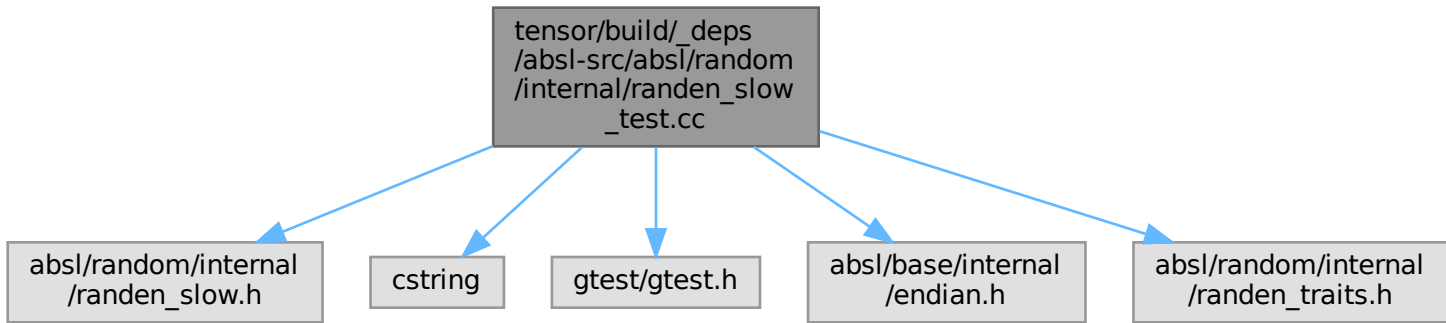 tensor/build/_deps
/absl-src/absl/random
/internal/randen_slow
_test.cc
absl/random/internal
/randen_slow.h
cstring
gtest/gtest.h
absl/base/internal
/endian.h
absl/random/internal
/randen_traits.h